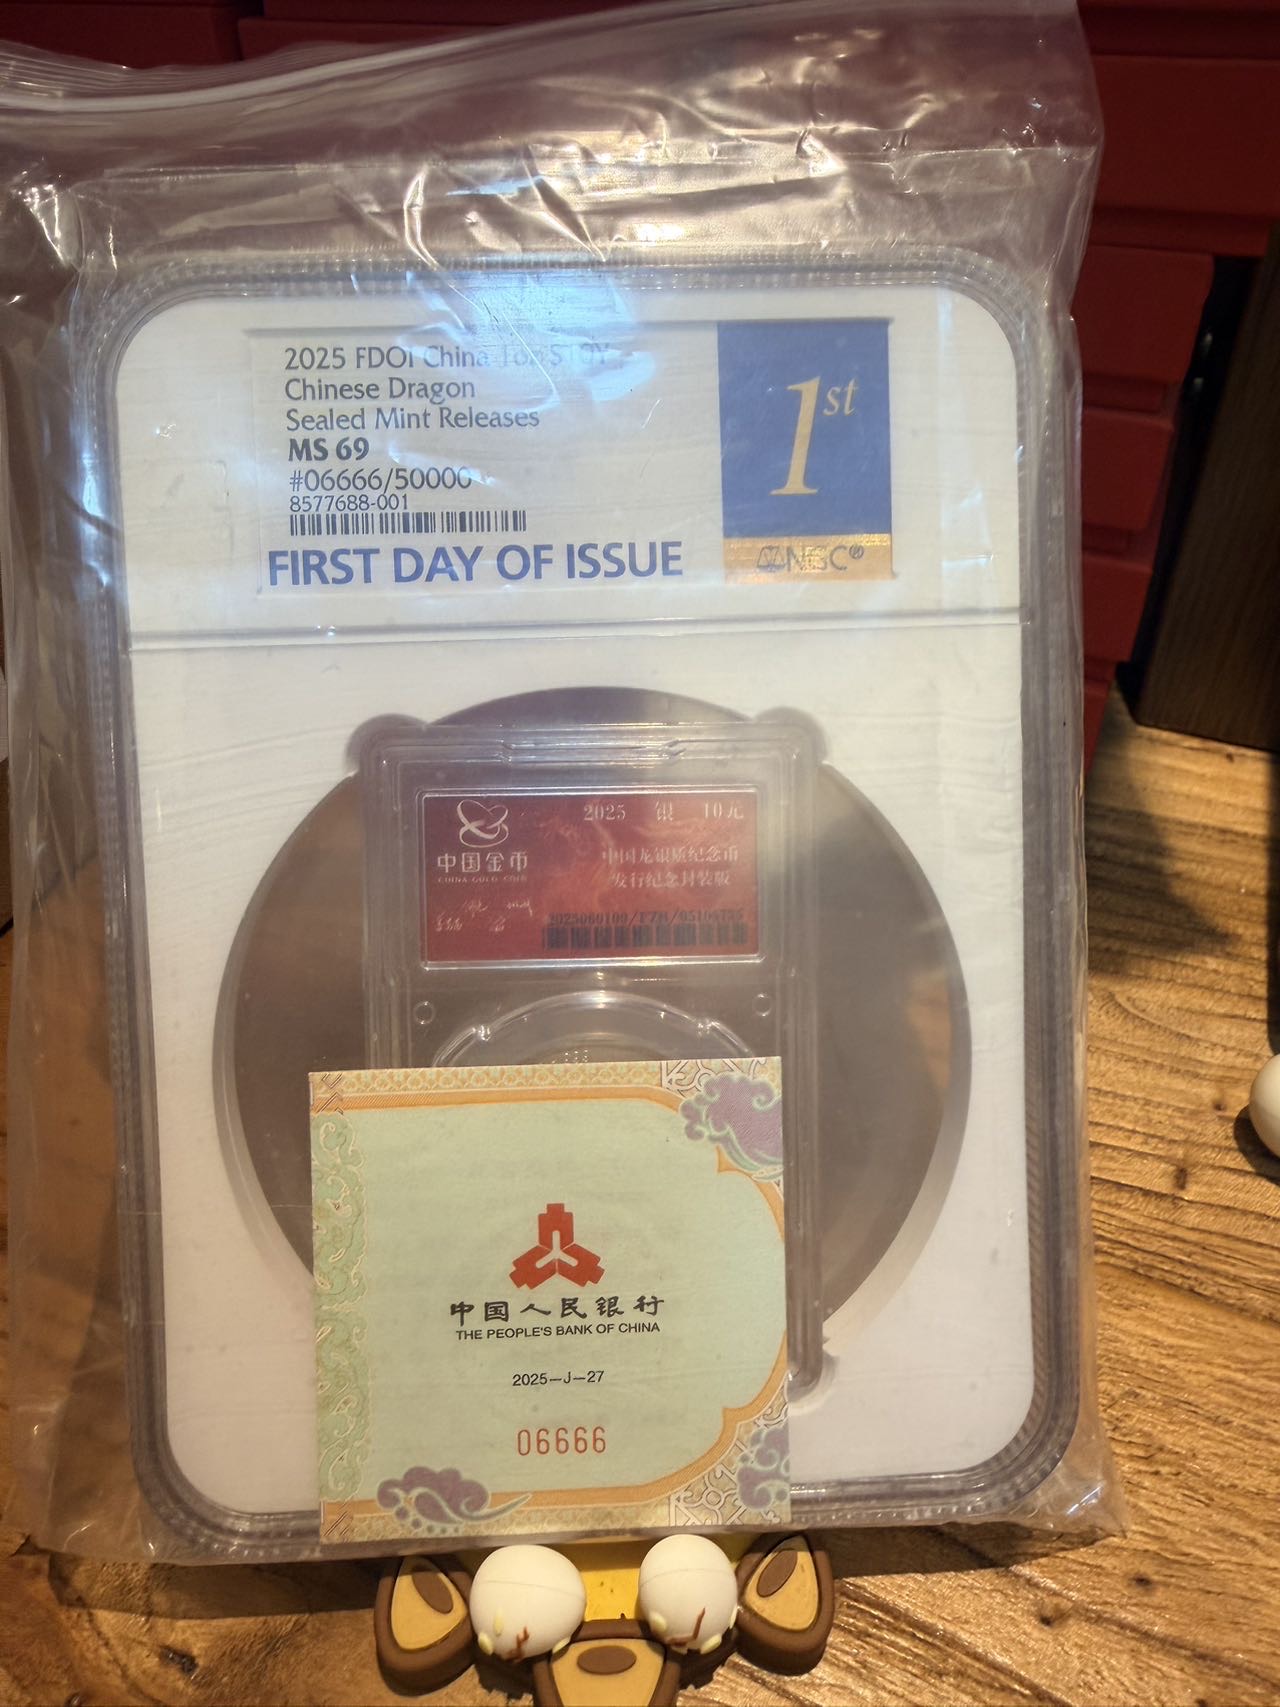 2025 FDOI China 10Y
Chinese Dragon
Sealed Mint Releases
MS 69
#06666/50000
8577688-001
FIRST DAY OF ISSUE
1st
NGC®
2025 银 10元
中国金币
CHINA GOLD COIN
中国龙银质纪念币
发行纪念封装版
中国人民银行
THE PEOPLE'S BANK OF CHINA
2025-J-27
06666